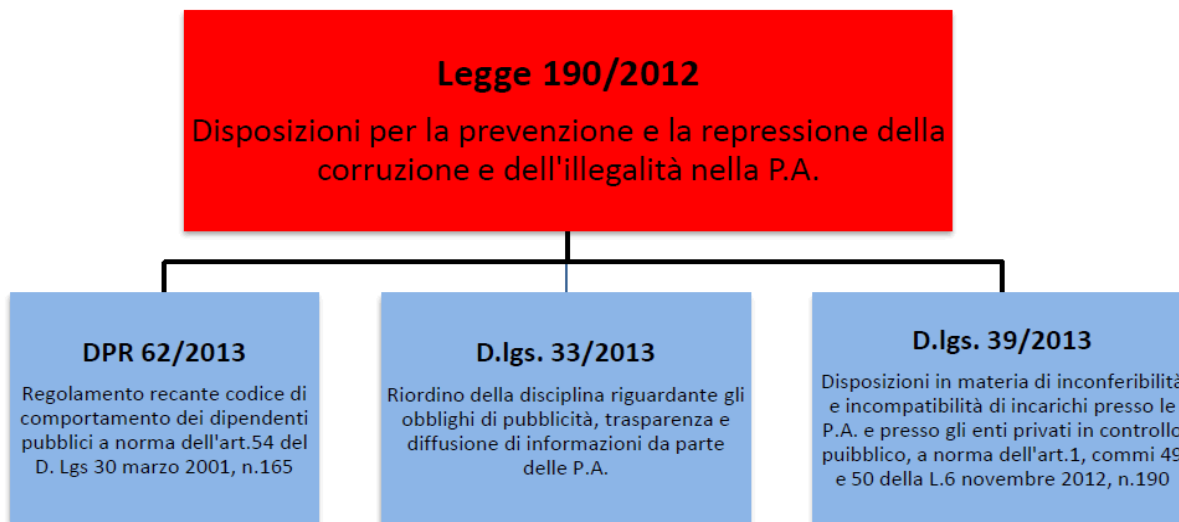 Legge 190/2012
Disposizioni per la prevenzione e la repressione della
corruzione e dell'illegalità nella P.A.
DPR 62/2013
Regolamento recante codice di
comportamento dei dipendenti
pubblici a norma dell'art.54 del
D. Lgs 30 marzo 2001, n.165
D.lgs. 33/2013
Riordino della disciplina riguardante gli
obblighi di pubblicità, trasparenza e
diffusione di informazioni da parte
delle P.A.
D.lgs. 39/2013
Disposizioni in materia di inconferibilità
e incompatibilità di incarichi presso le
P.A. e presso gli enti privati in controllo
puibblico, a norma dell'art.1, commi 49
e 50 della L.6 novembre 2012, n.190